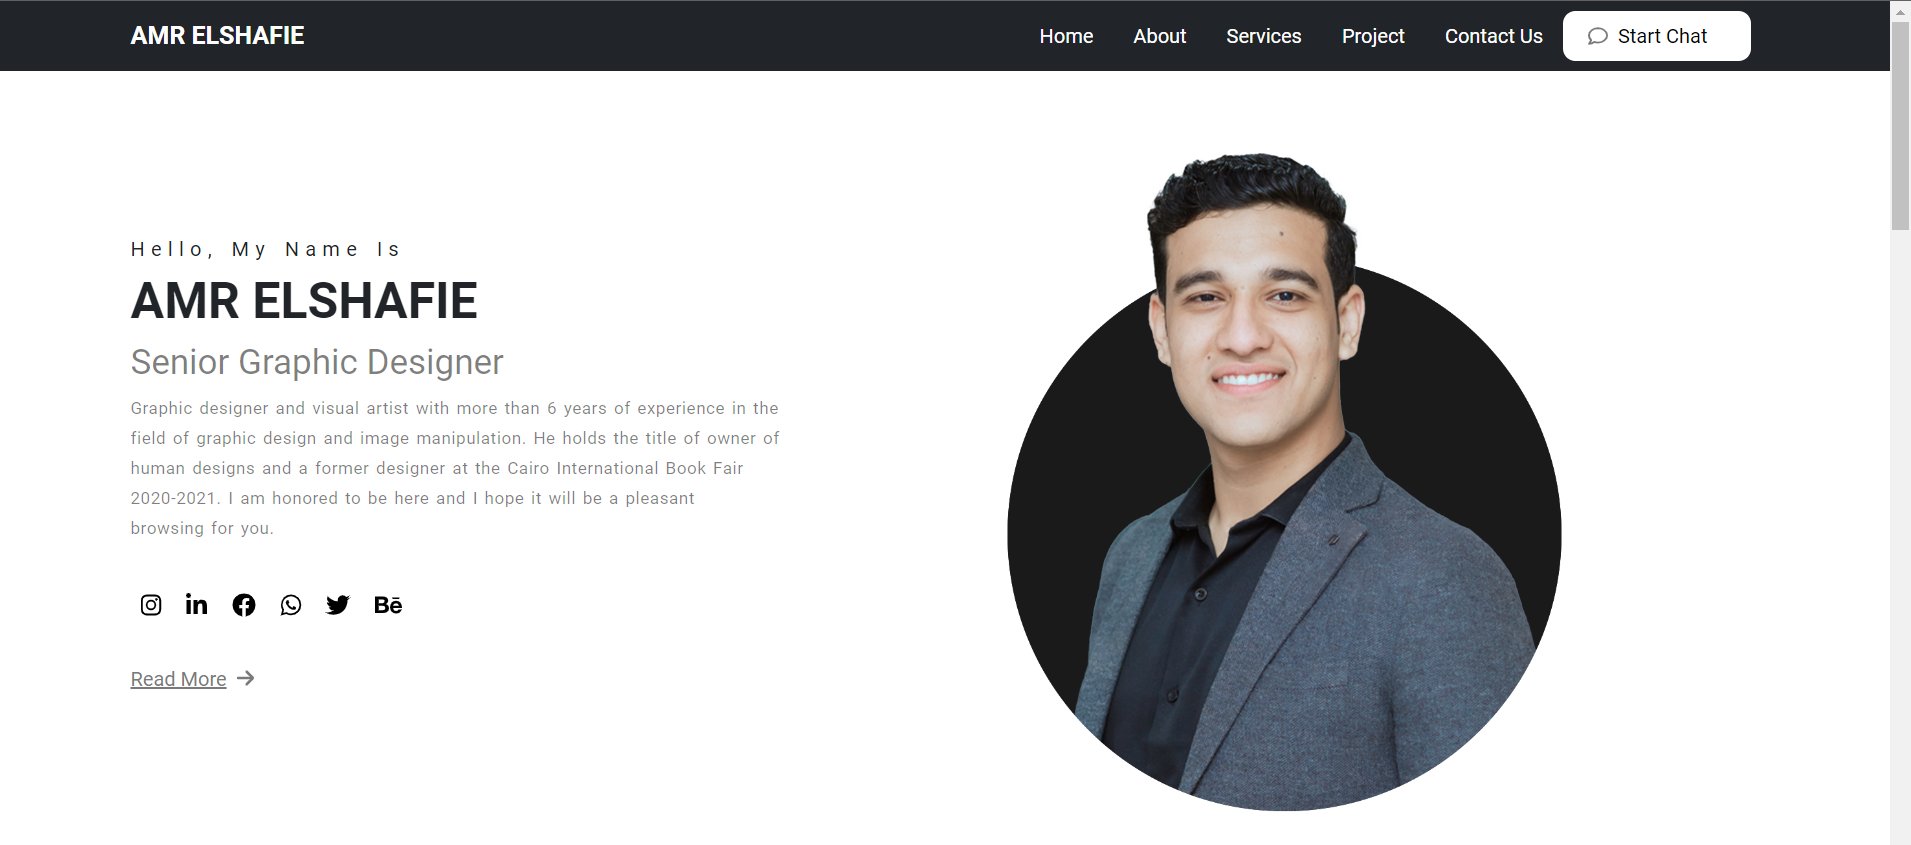 AMR ELSHAFIE
Home
About
Services
Project
Contact Us
Start Chat
Hello, My Name Is
AMR ELSHAFIE
Senior Graphic Designer
Graphic designer and visual artist with more than 6 years of experience in the
field of graphic design and image manipulation. He holds the title of owner of
human designs and a former designer at the Cairo International Book Fair
2020-2021. I am honored to be here and I hope it will be a pleasant
browsing for you.
Bē
Read More